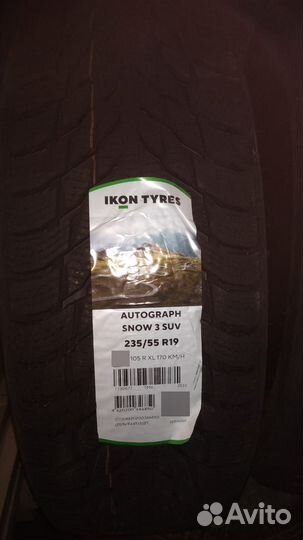 IKON TYRES
AUTOGRAPH
SNOW 3 SUV
235/55 R19
105 R XL 170 KM/H
Avito